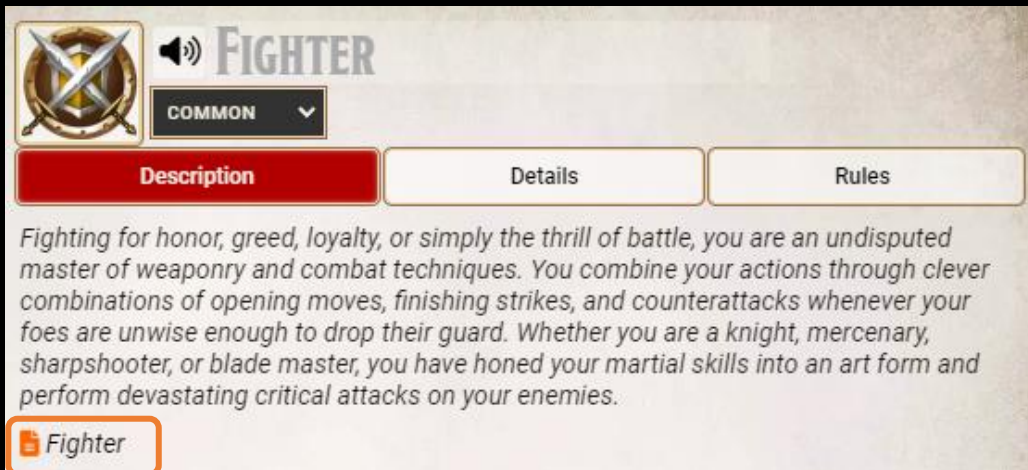 FIGHTER
COMMON
Description Details Rules
Fighting for honor, greed, loyalty, or simply the thrill of battle, you are an undisputed
master of weaponry and combat techniques. You combine your actions through clever
combinations of opening moves, finishing strikes, and counterattacks whenever your
foes are unwise enough to drop their guard. Whether you are a knight, mercenary,
sharpshooter, or blade master, you have honed your martial skills into an art form and
perform devastating critical attacks on your enemies.
Fighter